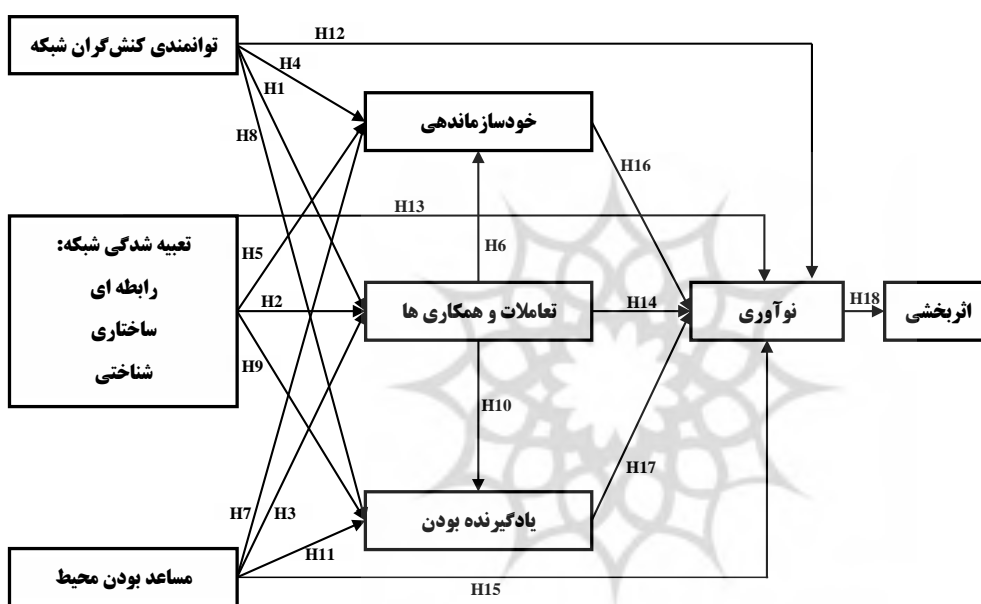 توانمندی کنش‌گران شبکه
H12
H4
H1
H8
خودسازماندهی
H16
H13
تعبیه شدگی شبکه:
رابطه ای
ساختاری
شناختی
H5
H6
H2
تعاملات و همکاری ها
H14
نوآوری
H18
اثربخشی
H9
H10
H17
یادگیرنده بودن
H7
H3
H11
مساعد بودن محیط
H15